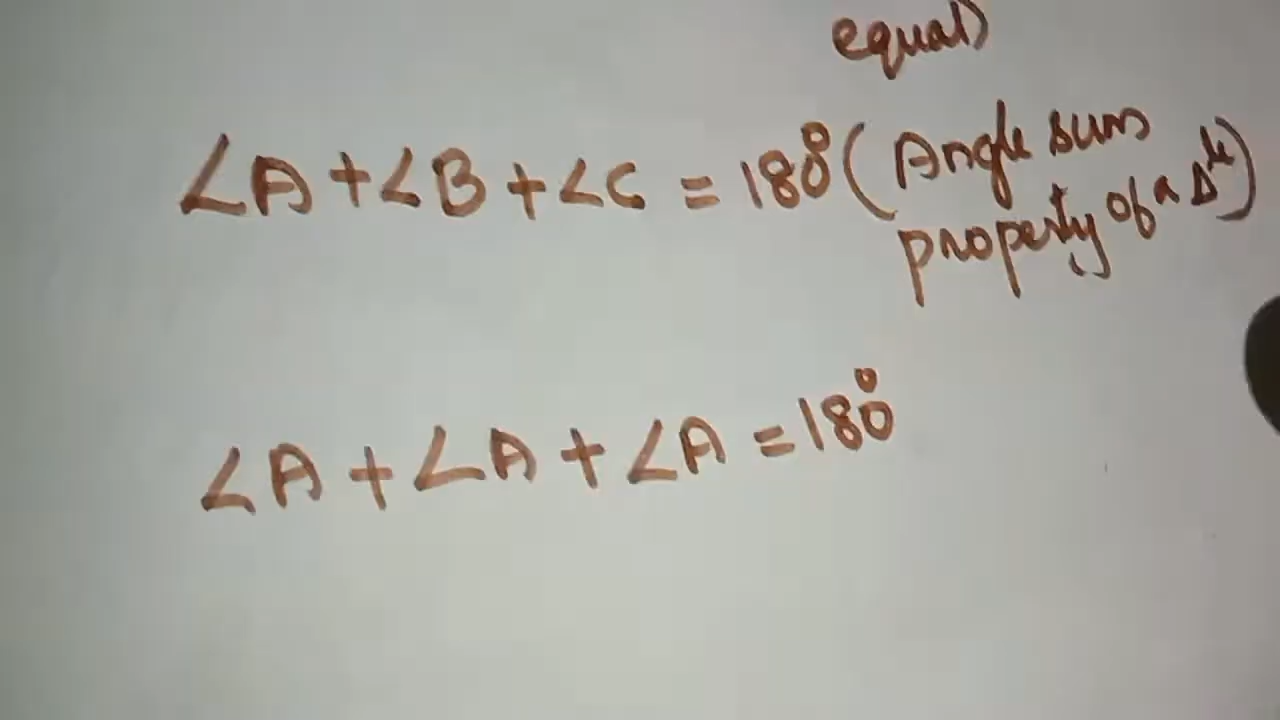 equal)
∠A+∠B+∠C = 180° (Angle sum
property of a Δle)
∠A + ∠A + ∠A = 180°